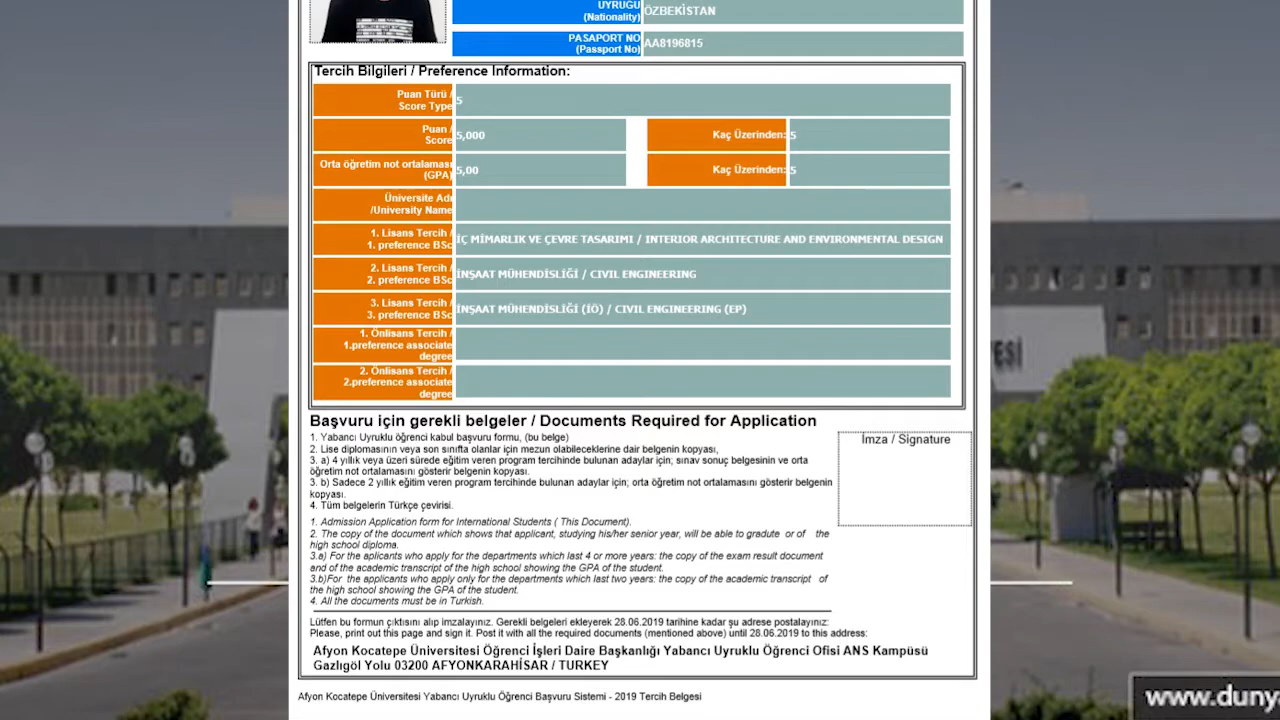 UYRUĞU
(Nationality)
ÖZBEKİSTAN
PASAPORT NO
(Pasport No)
AA8196815
Tercih Bilgileri / Preference Information:
Puan Türü /
Score Type
5
Puan /
Score
5,000
Kaç Üzerinden:
5
Orta öğretim not ortalaması
(GPA)
5,00
Kaç Üzerinden:
5
Üniversite Adı
/University Name
1. Lisans Tercih /
1. preference BSc
İÇ MİMARLIK VE ÇEVRE TASARIMI / INTERIOR ARCHITECTURE AND ENVIRONMENTAL DESIGN
2. Lisans Tercih /
2. preference BSc
İNŞAAT MÜHENDİSLİĞİ / CIVIL ENGINEERING
3. Lisans Tercih /
3. preference BSc
İNŞAAT MÜHENDİSLİĞİ (İÖ) / CIVIL ENGINEERING (EP)
1. Önlisans Tercih /
1.preference associate
degree
2. Önlisans Tercih /
2.preference associate
degree
Başvuru için gerekli belgeler / Documents Required for Application
1. Yabancı Uyruklu öğrenci kabul başvuru formu, (bu belge)
2. Lise diplomasının veya son sınıfta olanlar için mezun olabileceklerine dair belgenin kopyası,
3. a) 4 yıllık veya üzeri sürede eğitim veren program tercihinde bulunan adaylar için; sınav sonuç belgesinin ve orta
öğretim not ortalamasını gösterir belgenin kopyası.
3. b) Sadece 2 yıllık eğitim veren program tercihinde bulunan adaylar için; orta öğretim not ortalamasını gösterir belgenin
kopyası.
4. Tüm belgelerin Türkçe çevirisi.
İmza / Signature
1. Admission Application form for International Students ( This Document).
2. The copy of the document which shows that applicant, studying his/her senior year, will be able to gradute or of the
high school diploma.
3.a) For the aplicants who apply for the departments which last 4 or more years: the copy of the exam result document
and of the academic transcript of the high school showing the GPA of the student.
3.b)For the applicants who apply only for the departments which last two years: the copy of the academic transcript of
the high school showing the GPA of the student.
4. All the documents must be in Turkish.
Lütfen bu formun çıktısını alıp imzalayınız. Gerekli belgeleri ekleyerek 28.06.2019 tarihine kadar şu adrese postalayınız:
Please, print out this page and sign it. Post it with all the required documents (mentioned above) until 28.06.2019 to this address:
Afyon Kocatepe Üniversitesi Öğrenci İşleri Daire Başkanlığı Yabancı Uyruklu Öğrenci Ofisi ANS Kampüsü
Gazlıgöl Yolu 03200 AFYONKARAHİSAR / TURKEY
Afyon Kocatepe Üniversitesi Yabancı Uyruklu Öğrenci Başvuru Sistemi - 2019 Tercih Belgesi
www.duny